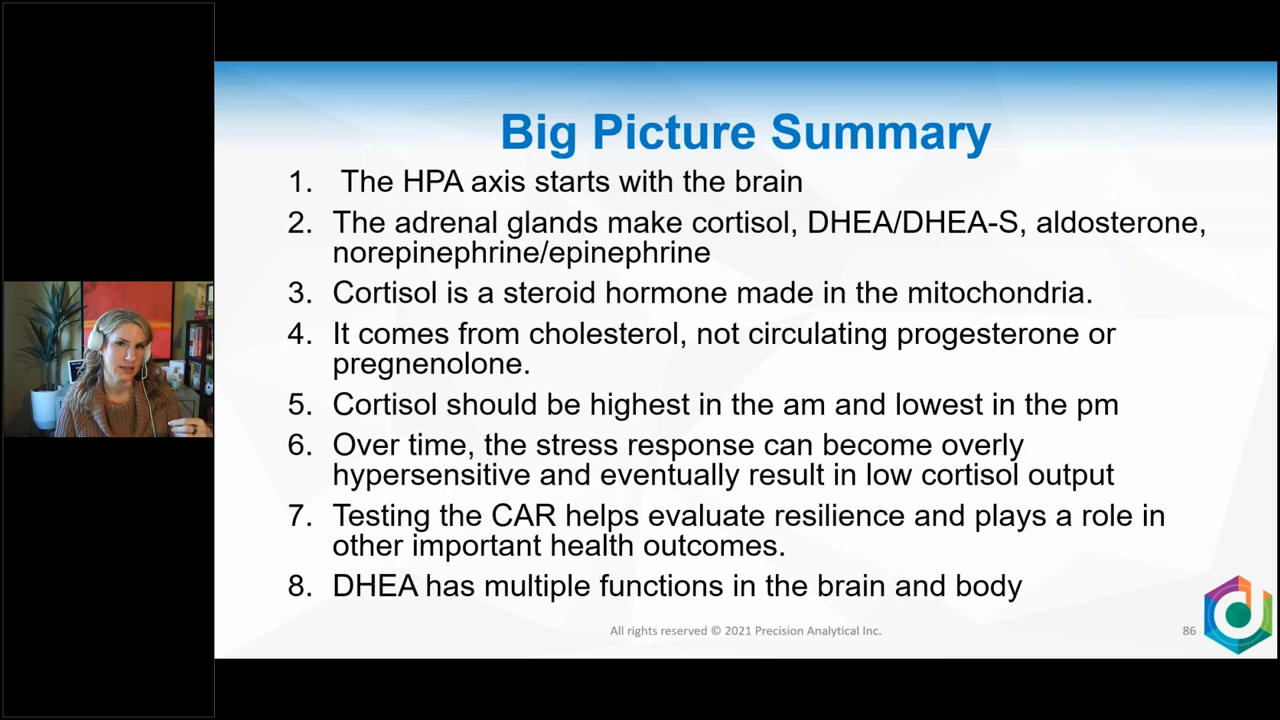 Big Picture Summary
1. The HPA axis starts with the brain
2. The adrenal glands make cortisol, DHEA/DHEA-S, aldosterone,
norepinephrine/epinephrine
3. Cortisol is a steroid hormone made in the mitochondria.
4. It comes from cholesterol, not circulating progesterone or
pregnenolone.
5. Cortisol should be highest in the am and lowest in the pm
6. Over time, the stress response can become overly
hypersensitive and eventually result in low cortisol output
7. Testing the CAR helps evaluate resilience and plays a role in
other important health outcomes.
8. DHEA has multiple functions in the brain and body
All rights reserved © 2021 Precision Analytical Inc.
86